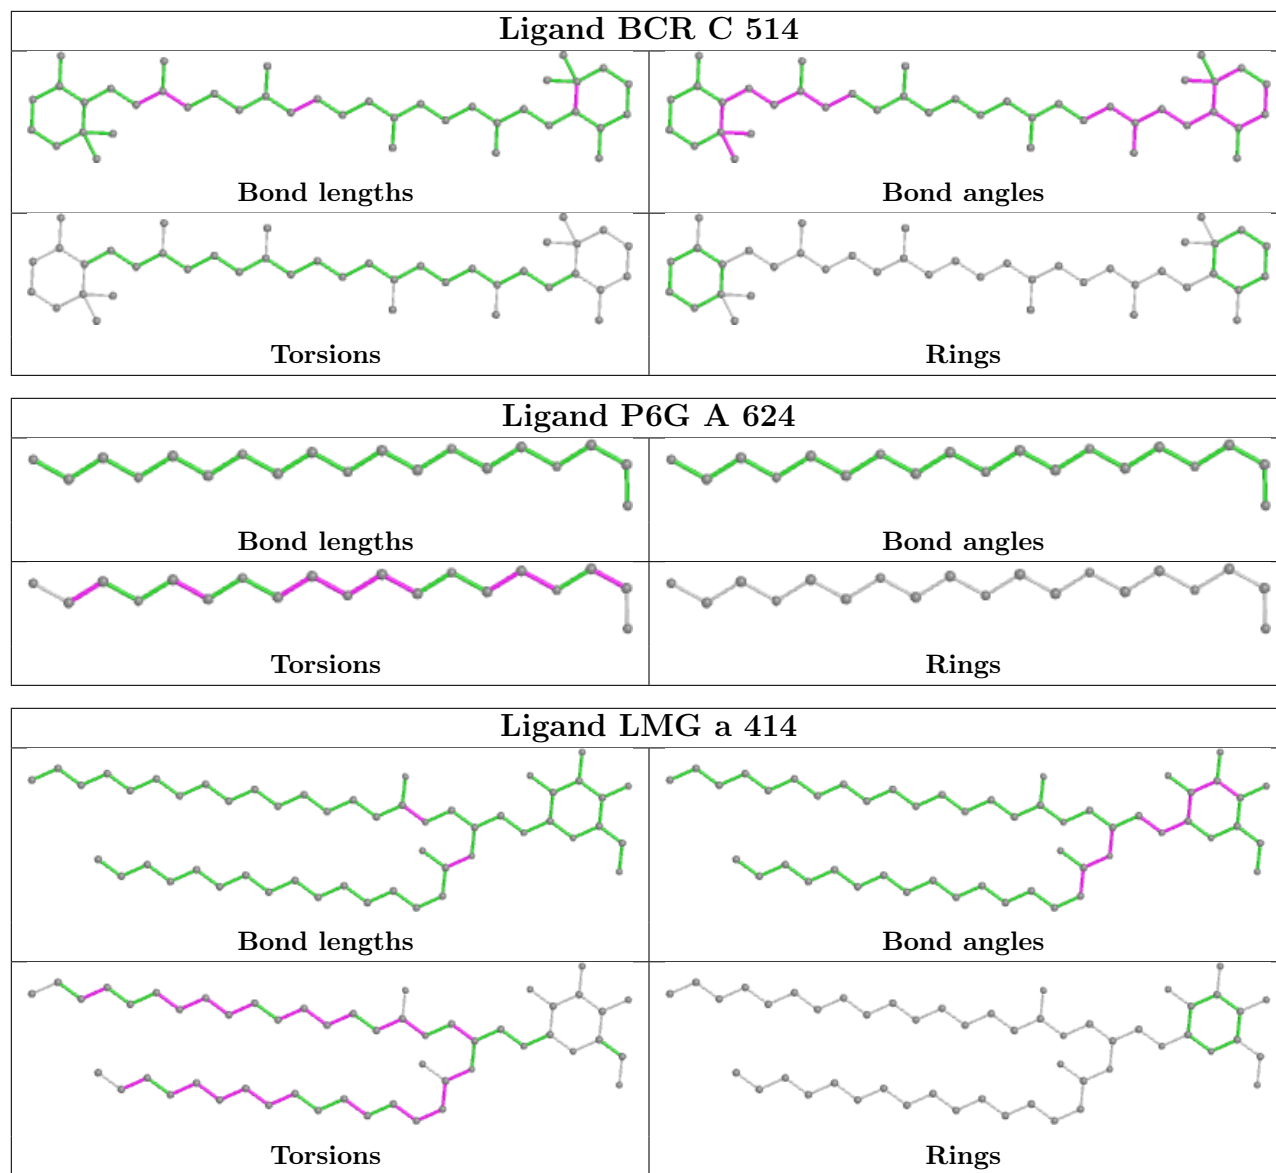 Ligand BCR C 514
Bond lengths Bond angles
Torsions Rings
Ligand P6G A 624
Bond lengths Bond angles
Torsions Rings
Ligand LMG a 414
Bond lengths Bond angles
Torsions Rings